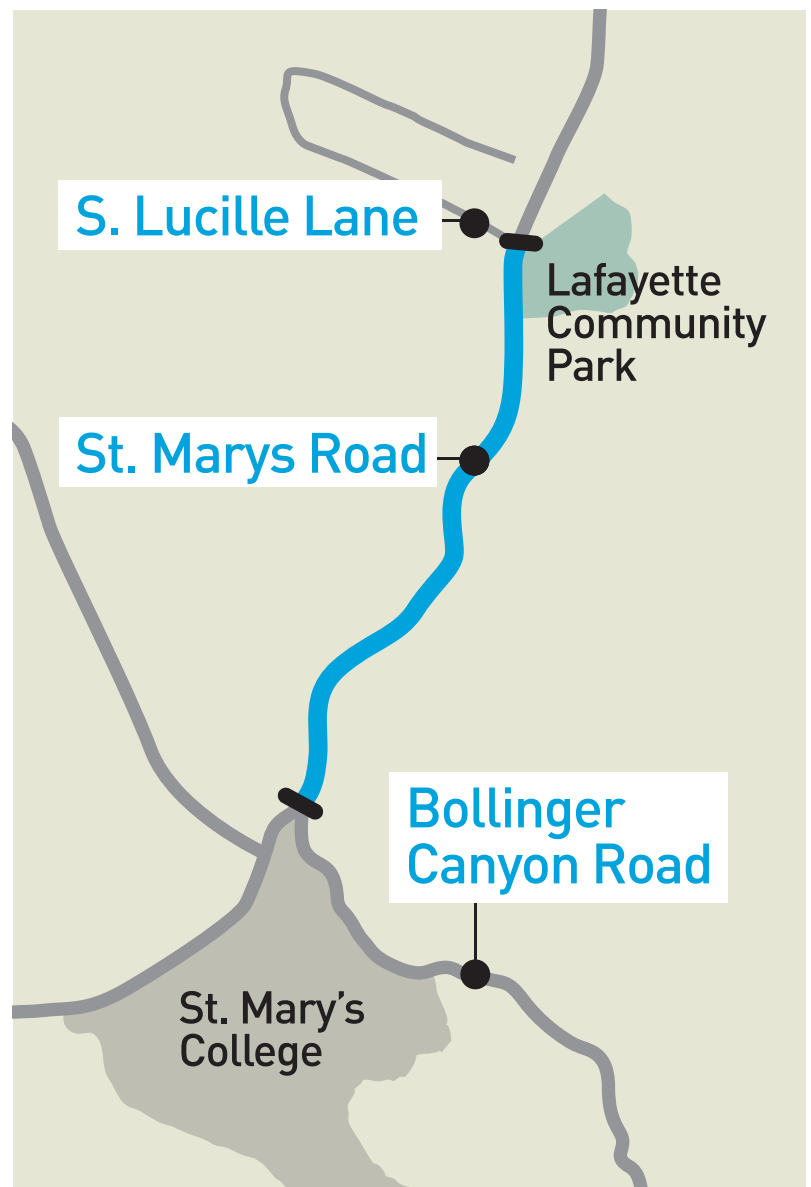 S. Lucille Lane
Lafayette
Community
Park
St. Marys Road
Bollinger
Canyon Road
St. Mary's
College